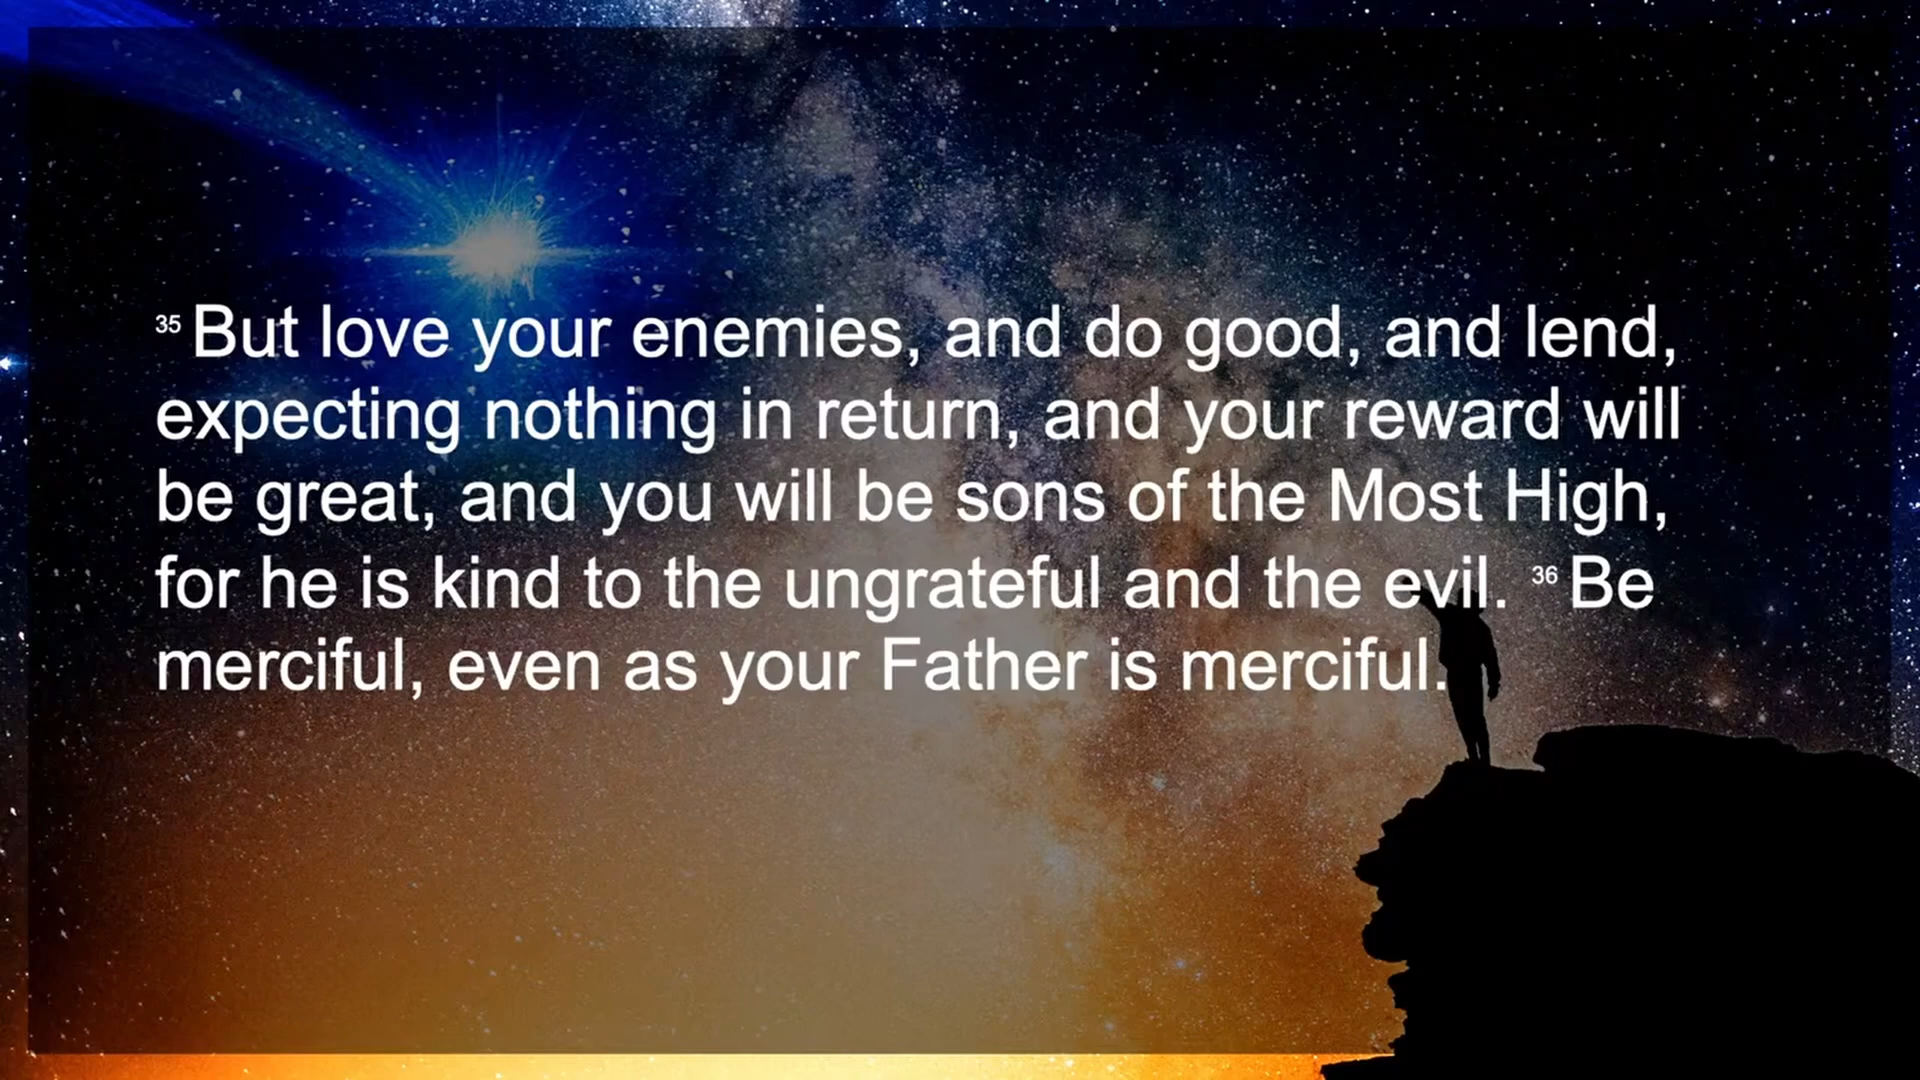 35 But love your enemies, and do good, and lend,
expecting nothing in return, and your reward will
be great, and you will be sons of the Most High,
for he is kind to the ungrateful and the evil. 36 Be
merciful, even as your Father is merciful.